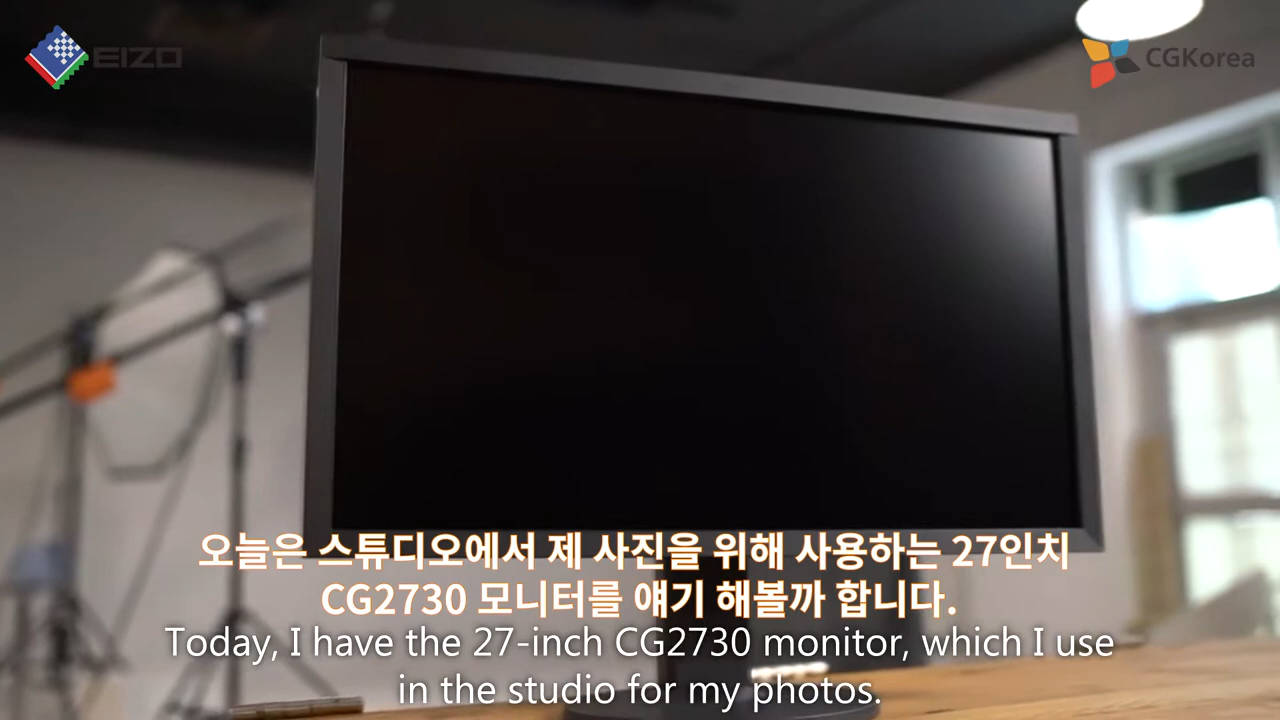 EIZO
CGKorea
오늘은 스튜디오에서 제 사진을 위해 사용하는 27인치
CG2730 모니터를 얘기 해볼까 합니다.
Today, I have the 27-inch CG2730 monitor, which I use
in the studio for my photos.